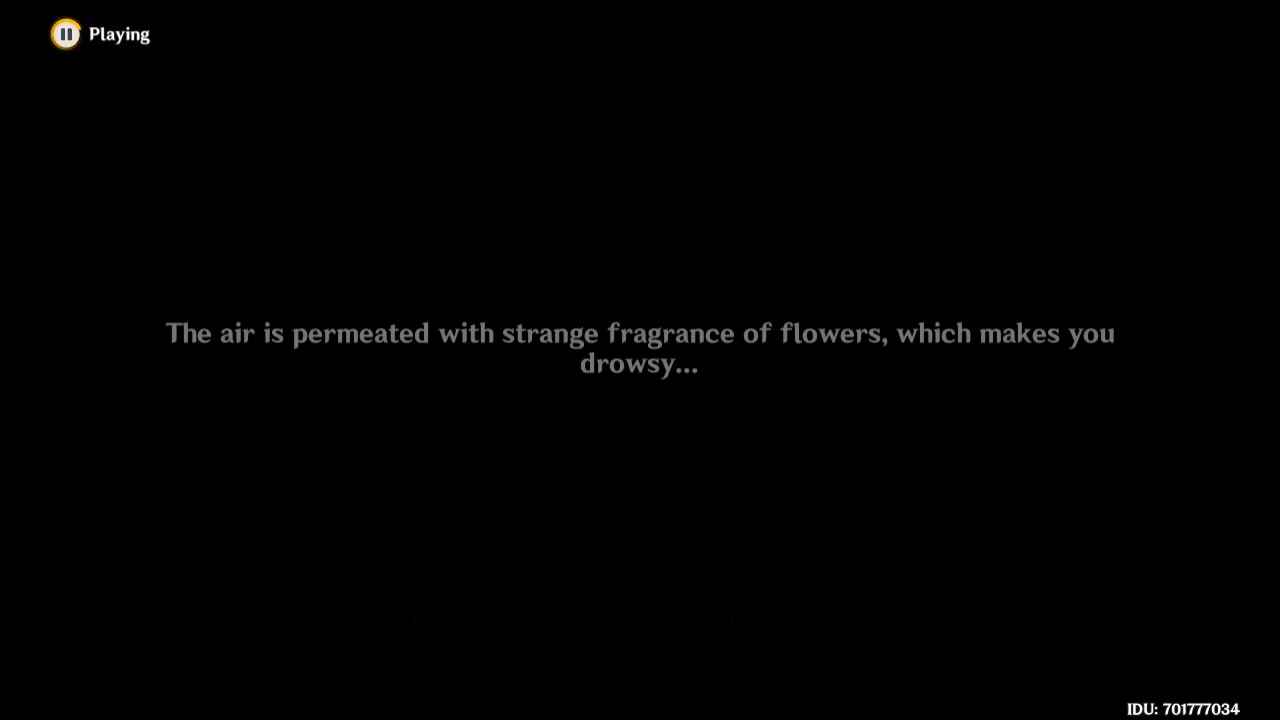 Playing
The air is permeated with strange fragrance of flowers, which makes you
drowsy...
IDU: 701777034